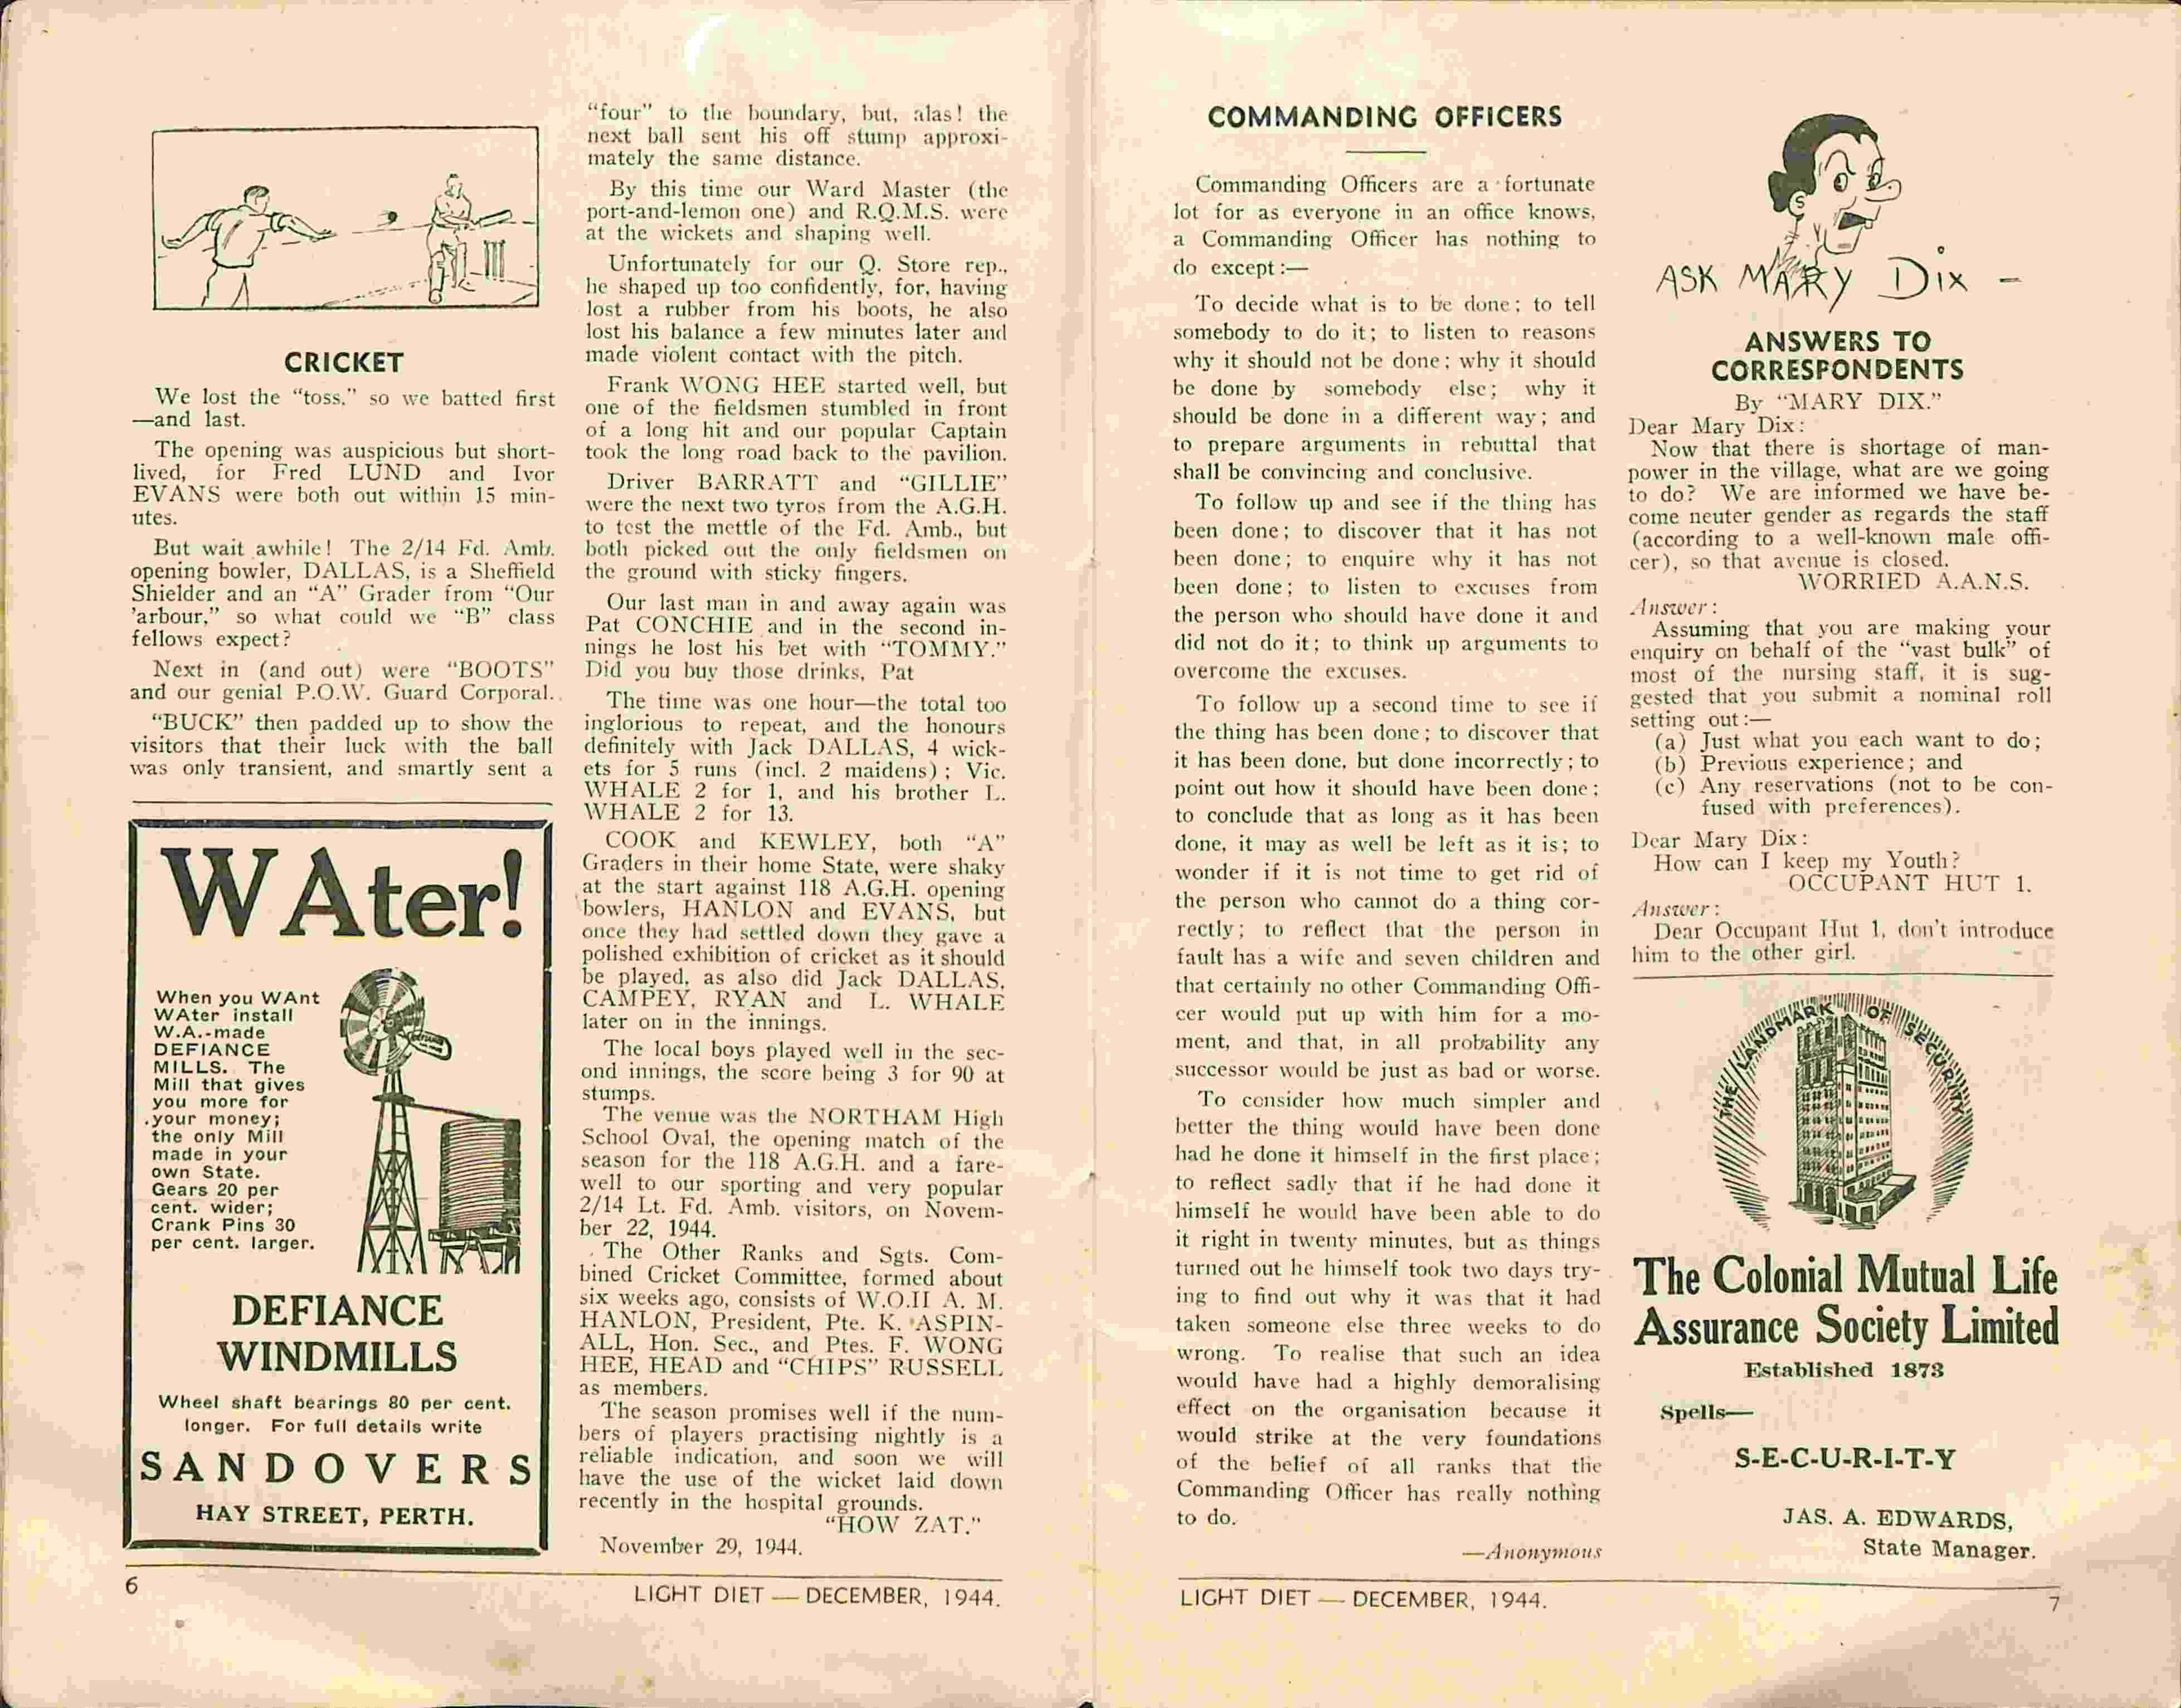 CRICKET
We lost the "toss," so we batted first
—and last.
The opening was auspicious but short-
lived, for Fred LUND and Ivor
EVANS were both out within 15 min-
utes.
But wait awhile! The 2/14 Fd. Amb.
opening bowler, DALLAS, is a Sheffield
Shielder and an "A" Grader from "Our
'arbour," so what could we "B" class
fellows expect?
Next in (and out) were "BOOTS"
and our genial P.O.W. Guard Corporal.
"BUCK" then padded up to show the
visitors that their luck with the ball
was only transient, and smartly sent a
WAter!
When you WAnt
WAter install
W.A.-made
DEFIANCE
MILLS. The
Mill that gives
you more for
your money;
the only Mill
made in your
own State.
Gears 20 per
cent. wider;
Crank Pins 30
per cent. larger.
DEFIANCE
WINDMILLS
Wheel shaft bearings 80 per cent.
longer. For full details write
SANDOVERS
HAY STREET, PERTH.
"four" to the boundary, but, alas! the
next ball sent his off stump approxi-
mately the same distance.
By this time our Ward Master (the
port-and-lemon one) and R.Q.M.S. were
at the wickets and shaping well.
Unfortunately for our Q. Store rep.,
he shaped up too confidently, for, having
lost a rubber from his boots, he also
lost his balance a few minutes later and
made violent contact with the pitch.
Frank WONG HEE started well, but
one of the fieldsmen stumbled in front
of a long hit and our popular Captain
took the long road back to the pavilion.
Driver BARRATT and "GILLIE"
were the next two tyros from the A.G.H.
to test the mettle of the Fd. Amb., but
both picked out the only fieldsmen on
the ground with sticky fingers.
Our last man in and away again was
Pat CONCHIE and in the second in-
nings he lost his bet with "TOMMY."
Did you buy those drinks, Pat
The time was one hour—the total too
inglorious to repeat, and the honours
definitely with Jack DALLAS, 4 wick-
ets for 5 runs (incl. 2 maidens); Vic.
WHALE 2 for 1, and his brother L.
WHALE 2 for 13.
COOK and KEWLEY, both "A"
Graders in their home State, were shaky
at the start against 118 A.G.H. opening
bowlers, HANLON and EVANS, but
once they had settled down they gave a
polished exhibition of cricket as it should
be played, as also did Jack DALLAS,
CAMPEY, RYAN and L. WHALE
later on in the innings.
The local boys played well in the sec-
ond innings, the score being 3 for 90 at
stumps.
The venue was the NORTHAM High
School Oval, the opening match of the
season for the 118 A.G.H. and a fare-
well to our sporting and very popular
2/14 Lt. Fd. Amb. visitors, on Novem-
ber 22, 1944.
The Other Ranks and Sgts. Com-
bined Cricket Committee, formed about
six weeks ago, consists of W.O.II A. M.
HANLON, President, Pte. K. ASPIN-
ALL, Hon. Sec., and Ptes. F. WONG
HEE, HEAD and "CHIPS" RUSSELL
as members.
The season promises well if the num-
bers of players practising nightly is a
reliable indication, and soon we will
have the use of the wicket laid down
recently in the hospital grounds.
"HOW ZAT."
November 29, 1944.
6
LIGHT DIET — DECEMBER, 1944.
COMMANDING OFFICERS
Commanding Officers are a fortunate
lot for as everyone in an office knows,
a Commanding Officer has nothing to
do except:—
To decide what is to be done; to tell
somebody to do it; to listen to reasons
why it should not be done; why it should
be done by somebody else; why it
should be done in a different way; and
to prepare arguments in rebuttal that
shall be convincing and conclusive.
To follow up and see if the thing has
been done; to discover that it has not
been done; to enquire why it has not
been done; to listen to excuses from
the person who should have done it and
did not do it; to think up arguments to
overcome the excuses.
To follow up a second time to see if
the thing has been done; to discover that
it has been done, but done incorrectly; to
point out how it should have been done;
to conclude that as long as it has been
done, it may as well be left as it is; to
wonder if it is not time to get rid of
the person who cannot do a thing cor-
rectly; to reflect that the person in
fault has a wife and seven children and
that certainly no other Commanding Offi-
cer would put up with him for a mo-
ment, and that, in all probability any
successor would be just as bad or worse.
To consider how much simpler and
better the thing would have been done
had he done it himself in the first place;
to reflect sadly that if he had done it
himself he would have been able to do
it right in twenty minutes, but as things
turned out he himself took two days try-
ing to find out why it was that it had
taken someone else three weeks to do
wrong. To realise that such an idea
would have had a highly demoralising
effect on the organisation because it
would strike at the very foundations
of the belief of all ranks that the
Commanding Officer has really nothing
to do.
—Anonymous
ASK MARY Dix -
ANSWERS TO
CORRESPONDENTS
By "MARY DIX."
Dear Mary Dix:
Now that there is shortage of man-
power in the village, what are we going
to do? We are informed we have be-
come neuter gender as regards the staff
(according to a well-known male offi-
cer), so that avenue is closed.
WORRIED A.A.N.S.
Answer:
Assuming that you are making your
enquiry on behalf of the "vast bulk" of
most of the nursing staff, it is sug-
gested that you submit a nominal roll
setting out:—
(a) Just what you each want to do;
(b) Previous experience; and
(c) Any reservations (not to be con-
fused with preferences).
Dear Mary Dix:
How can I keep my Youth?
OCCUPANT HUT 1.
Answer:
Dear Occupant Hut 1, don't introduce
him to the other girl.
THE LANDMARK OF SECURITY
The Colonial Mutual Life
Assurance Society Limited
Established 1873
Spells—
S-E-C-U-R-I-T-Y
JAS. A. EDWARDS,
State Manager.
LIGHT DIET — DECEMBER, 1944.
7